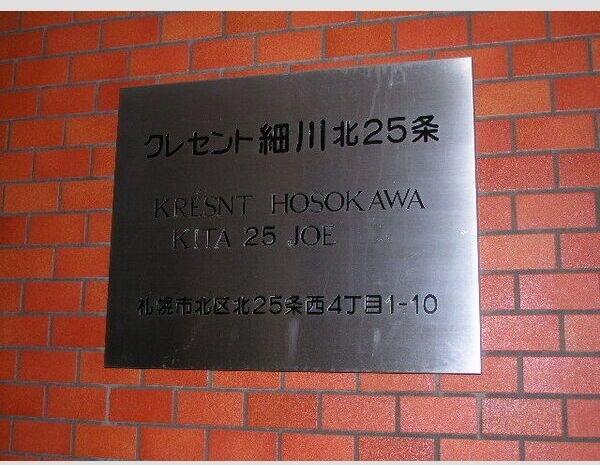 クレセント細川北25条
KRÉSNT HOSOKAWA
KITA 25 JOE
札幌市北区北25条西4丁目1-10